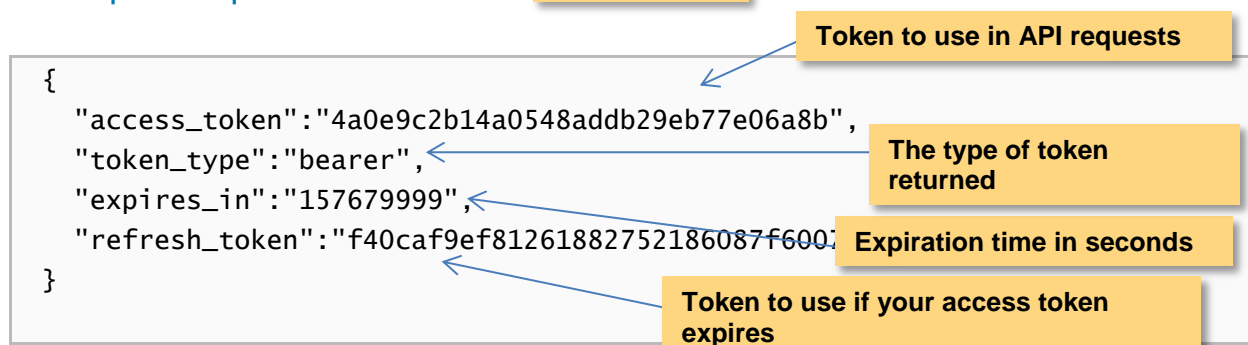 Token to use in API requests
{
"access_token":"4a0e9c2b14a0548addb29eb77e06a8b",
"token_type":"bearer",
The type of token
returned
"expires_in":"157679999",
"refresh_token":"f40caf9ef81261882752186087f600
Expiration time in seconds
}
Token to use if your access token
expires